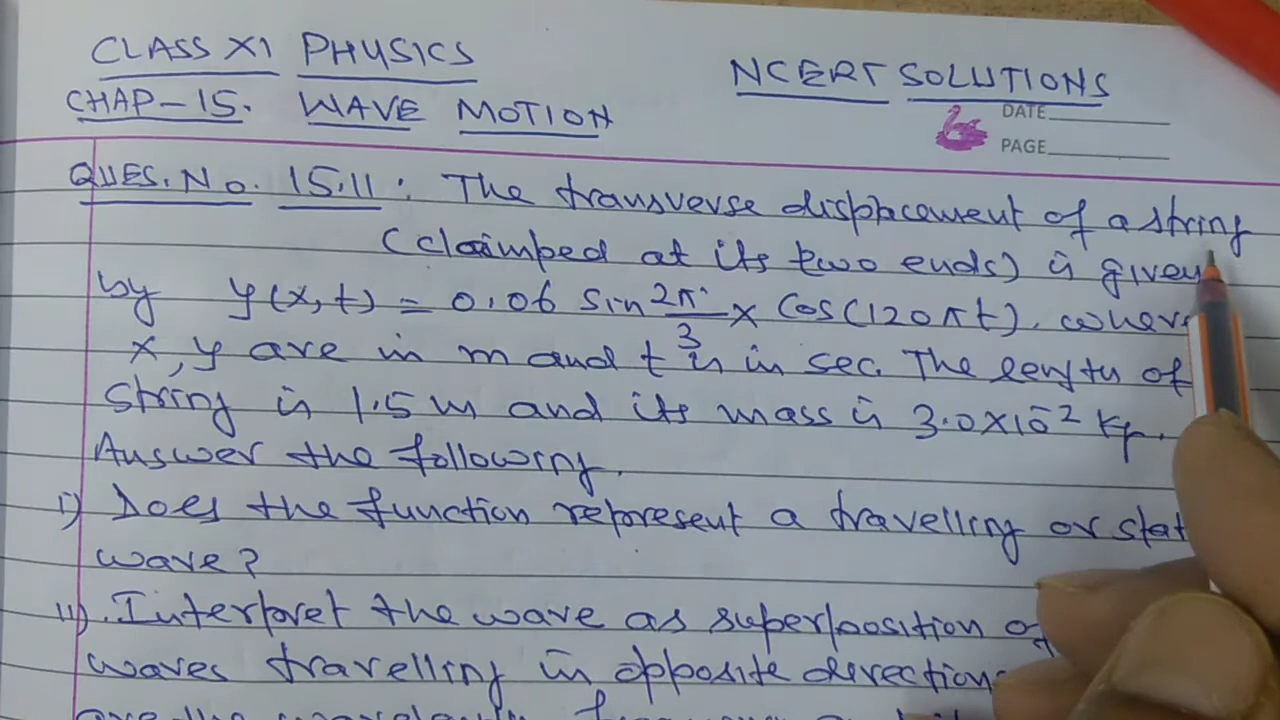 CLASS XI PHYSICS
NCERT SOLUTIONS
CHAP-15. WAVE MOTION
DATE
PAGE
QUES. No. 15.11: The transverse displacement of a string
(claimped at its two ends) is given
by y(x,t) = 0.06 sin 2π/3 x cos(120πt). where
x, y are in m and t is in sec. The length of
string is 1.5 m and its mass is 3.0×10⁻² kg.
Answer the following.
i) Does the function represent a travelling or stat
wave?
ii). Interpret the wave as superposition of
waves travelling in opposite direction